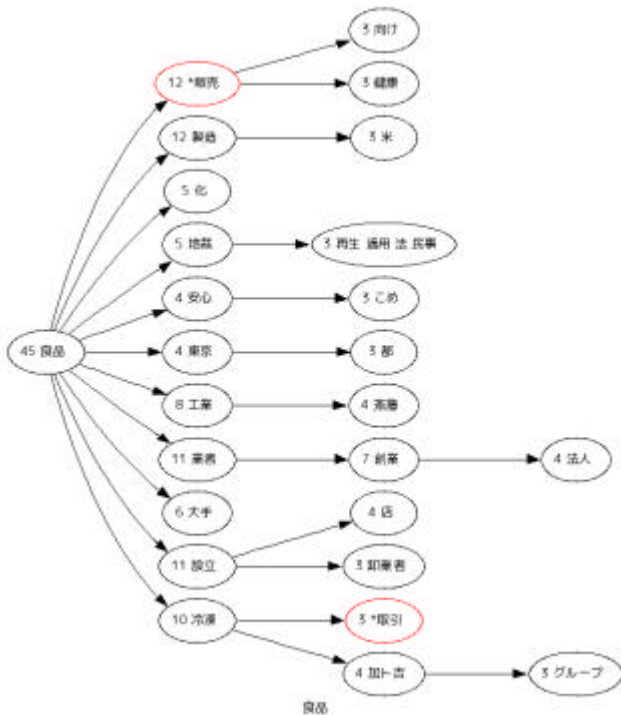 3 向け
12 *販売
3 健康
12 製造
3 米
5 化
5 地裁
3 再生 適用 法 民事
4 安心
3 こめ
45 食品
4 東京
3 都
8 工業
4 斎藤
11 業者
7 創業
4 法人
6 大手
4 店
11 設立
3 卸業者
10 冷凍
3 *取引
4 加ト吉
3 グループ
食品